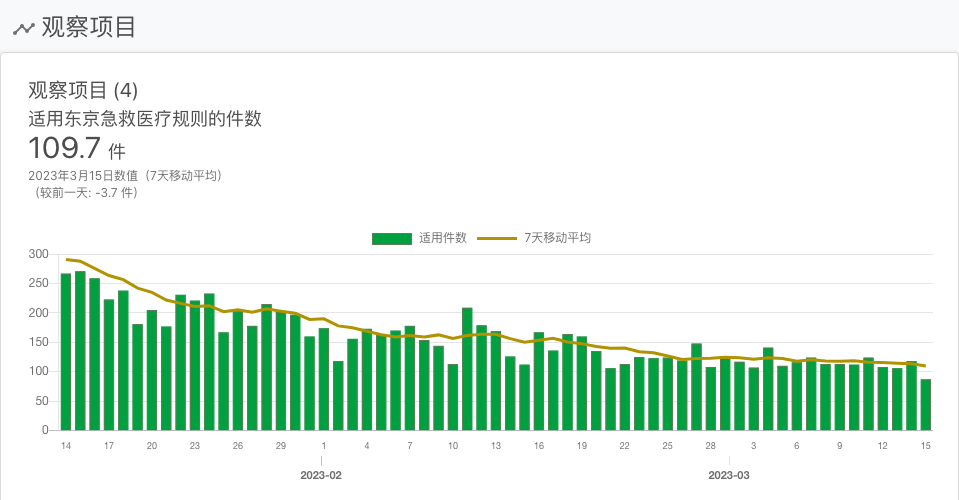 观察项目
观察项目 (4)
适用东京急救医疗规则的件数
109.7 件
2023年3月15日数值（7天移动平均）
（较前一天: -3.7 件）
适用件数 7天移动平均
300
250
200
150
100
50
0
14 17 20 23 26 29 1 4 7 10 13 16 19 22 25 28 3 6 9 12 15
2023-02 2023-03